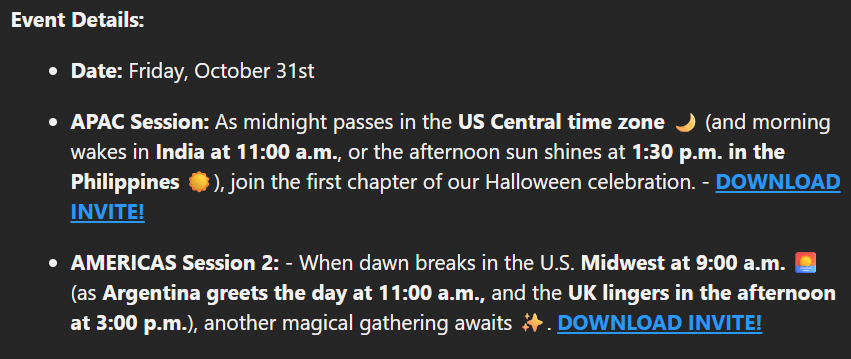 Event Details:
• Date: Friday, October 31st
• APAC Session: As midnight passes in the US Central time zone 🌙 (and morning
wakes in India at 11:00 a.m., or the afternoon sun shines at 1:30 p.m. in the
Philippines 🌼), join the first chapter of our Halloween celebration. - DOWNLOAD
INVITE!
• AMERICAS Session 2: - When dawn breaks in the U.S. Midwest at 9:00 a.m. 🌅
(as Argentina greets the day at 11:00 a.m., and the UK lingers in the afternoon
at 3:00 p.m.), another magical gathering awaits ✨. DOWNLOAD INVITE!